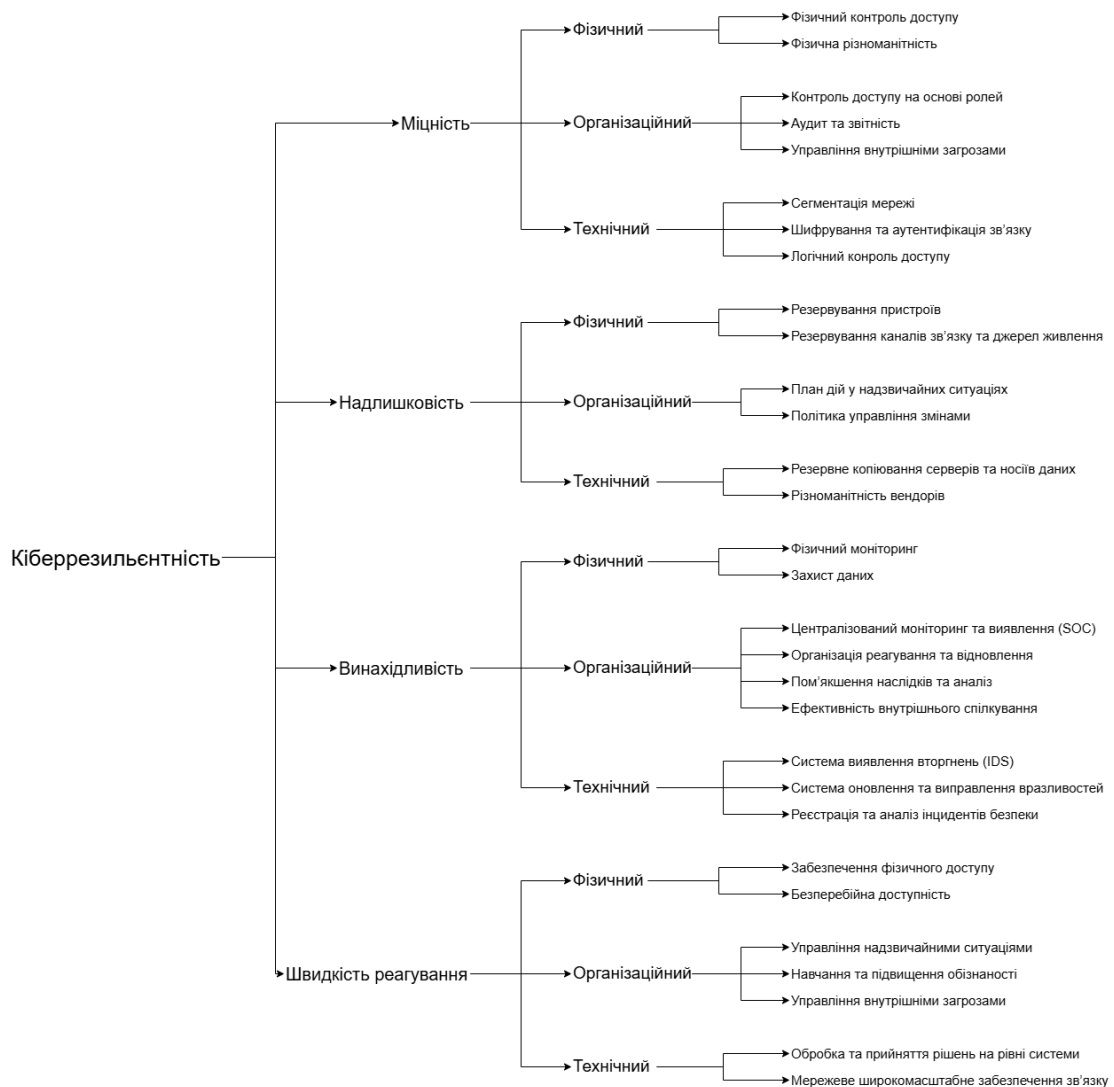 Кіберрезильєнтність
Міцність
Фізичний
Фізичний контроль доступу
Фізична різноманітність
Організаційний
Контроль доступу на основі ролей
Аудит та звітність
Управління внутрішніми загрозами
Технічний
Сегментація мережі
Шифрування та аутентифікація зв'язку
Логічний конроль доступу
Надлишковість
Фізичний
Резервування пристроїв
Резервування каналів зв'язку та джерел живлення
Організаційний
План дій у надзвичайних ситуаціях
Політика управління змінами
Технічний
Резервне копіювання серверів та носіїв даних
Різноманітність вендорів
Винахідливість
Фізичний
Фізичний моніторинг
Захист даних
Організаційний
Централізований моніторинг та виявлення (SOC)
Організація реагування та відновлення
Пом'якшення наслідків та аналіз
Ефективність внутрішнього спілкування
Технічний
Система виявлення вторгнень (IDS)
Система оновлення та виправлення вразливостей
Реєстрація та аналіз інцидентів безпеки
Швидкість реагування
Фізичний
Забезпечення фізичного доступу
Безперебійна доступність
Організаційний
Управління надзвичайними ситуаціями
Навчання та підвищення обізнаності
Управління внутрішніми загрозами
Технічний
Обробка та прийняття рішень на рівні системи
Мережеве широкомасштабне забезпечення зв'язку